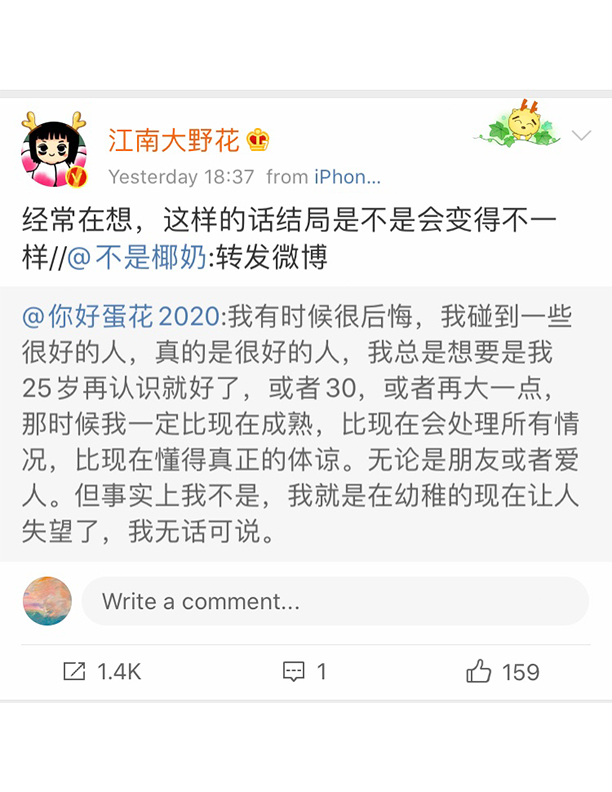 江南大野花
Yesterday 18:37 from iPhon...
经常在想，这样的话结局是不是会变得不一
样//@不是椰奶:转发微博
@你好蛋花2020:我有时候很后悔，我碰到一些
很好的人，真的是很好的人，我总是想要是我
25岁再认识就好了，或者30，或者再大一点，
那时候我一定比现在成熟，比现在会处理所有情
况，比现在懂得真正的体谅。无论是朋友或者爱
人。但事实上我不是，我就是在幼稚的现在让人
失望了，我无话可说。
Write a comment...
1.4K 1 159